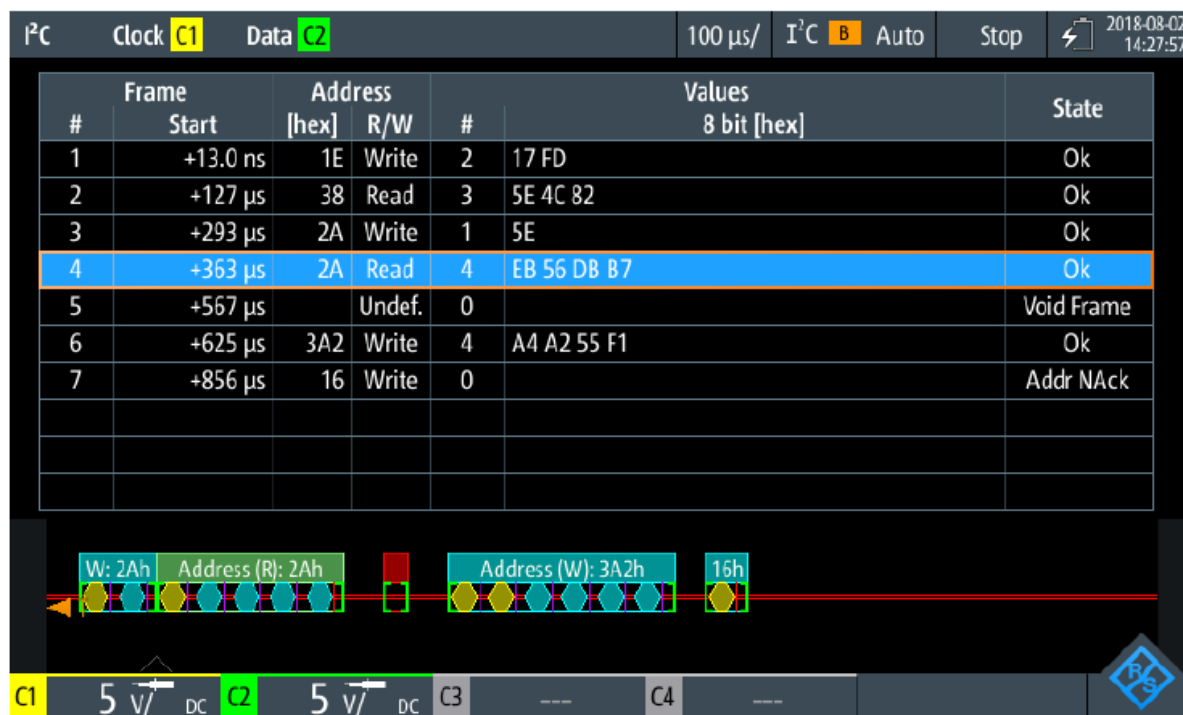 I²C Clock C1 Data C2 100 µs/ I²C B Auto Stop 2018-08-02
14:27:57
Frame Address Values State
# Start [hex] R/W # 8 bit [hex]
1 +13.0 ns 1E Write 2 17 FD Ok
2 +127 µs 38 Read 3 5E 4C 82 Ok
3 +293 µs 2A Write 1 5E Ok
4 +363 µs 2A Read 4 EB 56 DB B7 Ok
5 +567 µs Undef. 0 Void Frame
6 +625 µs 3A2 Write 4 A4 A2 55 F1 Ok
7 +856 µs 16 Write 0 Addr NAck
W: 2Ah Address (R): 2Ah Address (W): 3A2h 16h
R&S
C1 5 V/ DC C2 5 V/ DC C3 --- C4 ---